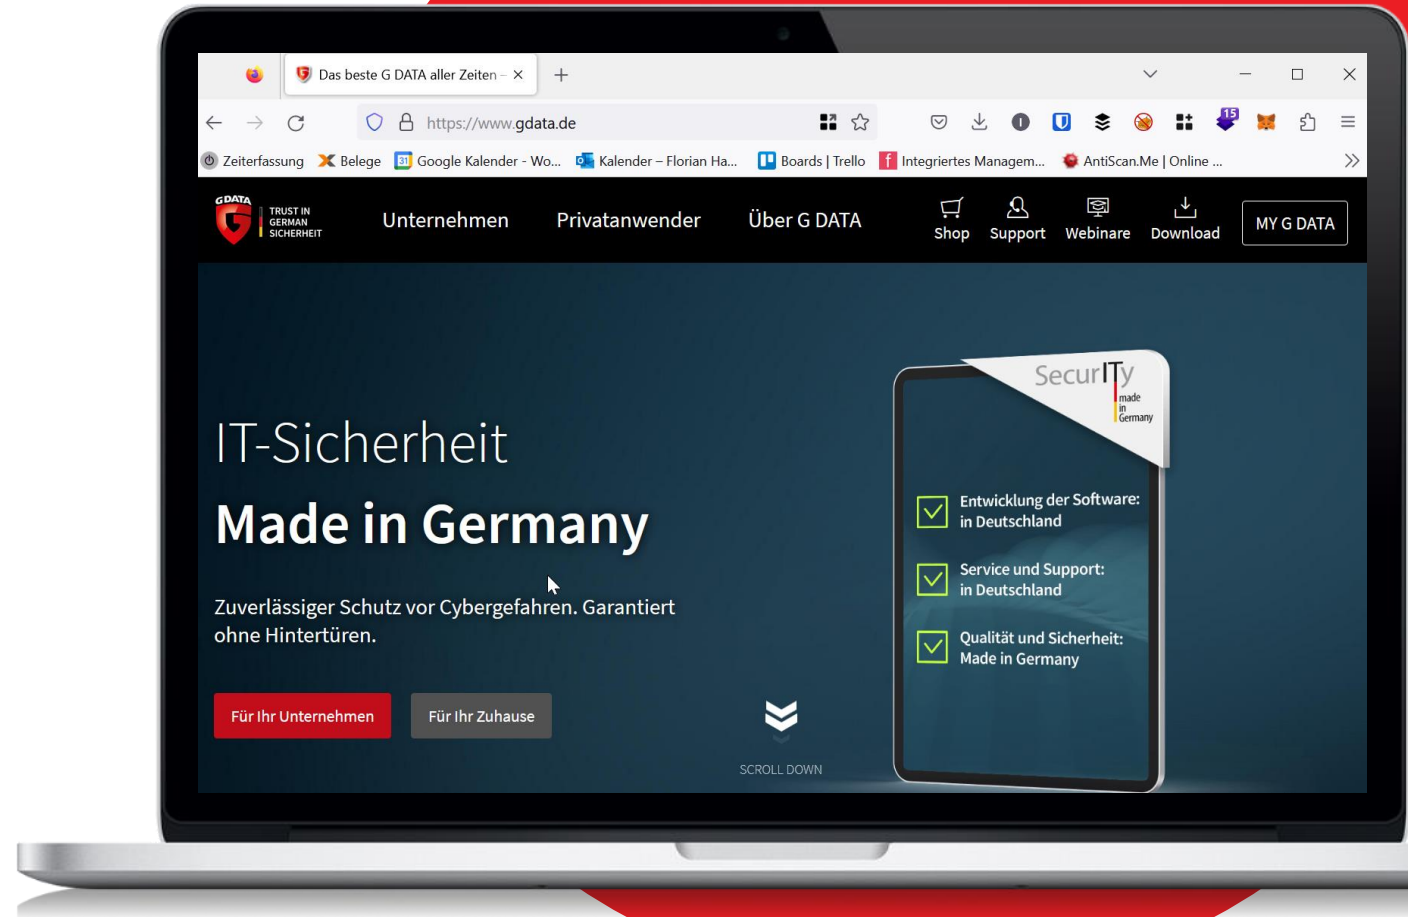 Das beste G DATA aller Zeiten –
https://www.gdata.de
15
Zeiterfassung Belege 31 Google Kalender - Wo... Kalender – Florian Ha... Boards | Trello f Integriertes Managem... AntiScan.Me | Online ...
GDATA
TRUST IN
GERMAN
SICHERHEIT
Unternehmen Privatanwender Über G DATA
Shop Support Webinare Download MY G DATA
SecurITy
made
in
Germany
IT-Sicherheit
Made in Germany
Zuverlässiger Schutz vor Cybergefahren. Garantiert
ohne Hintertüren.
Für Ihr Unternehmen Für Ihr Zuhause
SCROLL DOWN
Entwicklung der Software:
in Deutschland
Service und Support:
in Deutschland
Qualität und Sicherheit:
Made in Germany